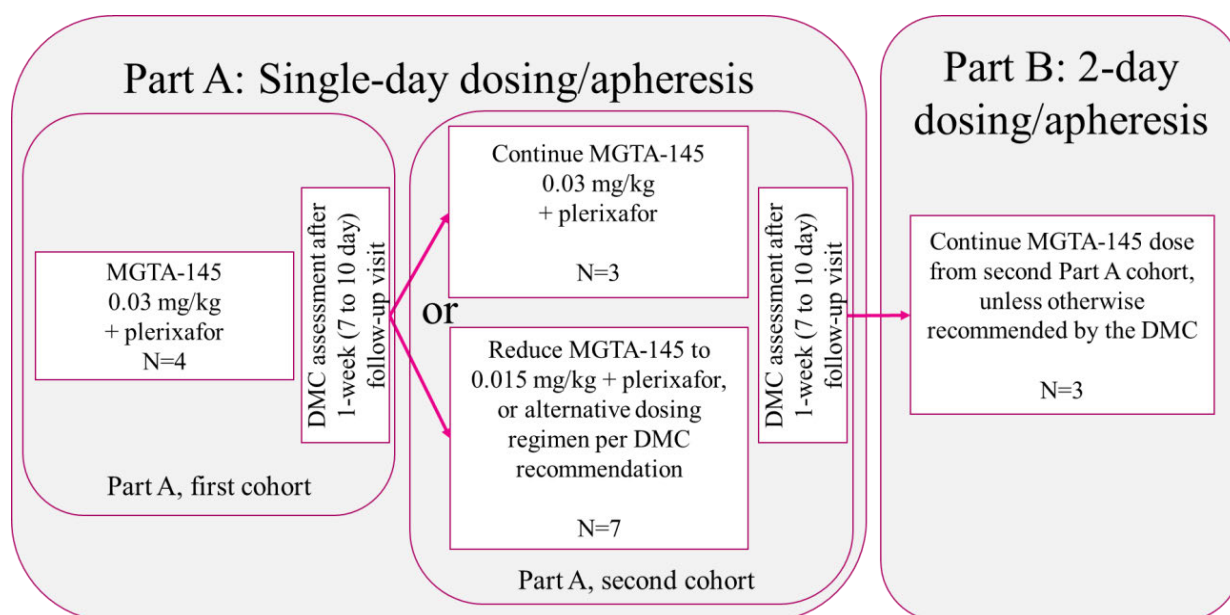 Part A: Single-day dosing/apheresis
MGTA-145
0.03 mg/kg
+ plerixafor
N=4
DMC assessment after
1-week (7 to 10 day)
follow-up visit
Part A, first cohort
Continue MGTA-145
0.03 mg/kg
+ plerixafor
N=3
or
Reduce MGTA-145 to
0.015 mg/kg + plerixafor,
or alternative dosing
regimen per DMC
recommendation
N=7
DMC assessment after
1-week (7 to 10 day)
follow-up visit
Part A, second cohort
Part B: 2-day
dosing/apheresis
Continue MGTA-145 dose
from second Part A cohort,
unless otherwise
recommended by the DMC
N=3